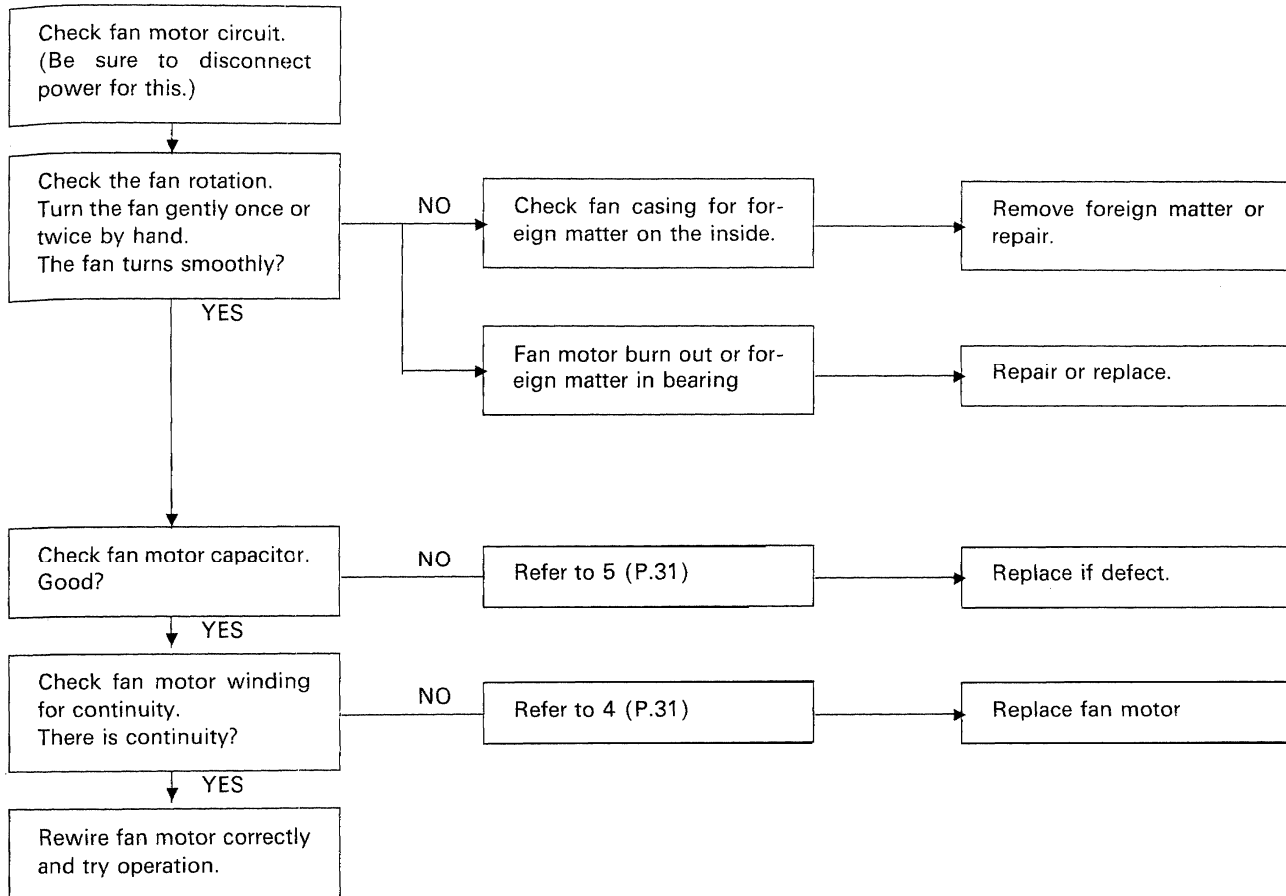 Check fan motor circuit.
(Be sure to disconnect
power for this.)
Check the fan rotation.
Turn the fan gently once or
twice by hand.
The fan turns smoothly?
NO
Check fan casing for for-
eign matter on the inside.
Remove foreign matter or
repair.
YES
Fan motor burn out or for-
eign matter in bearing
Repair or replace.
Check fan motor capacitor.
Good?
NO
Refer to 5 (P.31)
Replace if defect.
YES
Check fan motor winding
for continuity.
There is continuity?
NO
Refer to 4 (P.31)
Replace fan motor
YES
Rewire fan motor correctly
and try operation.